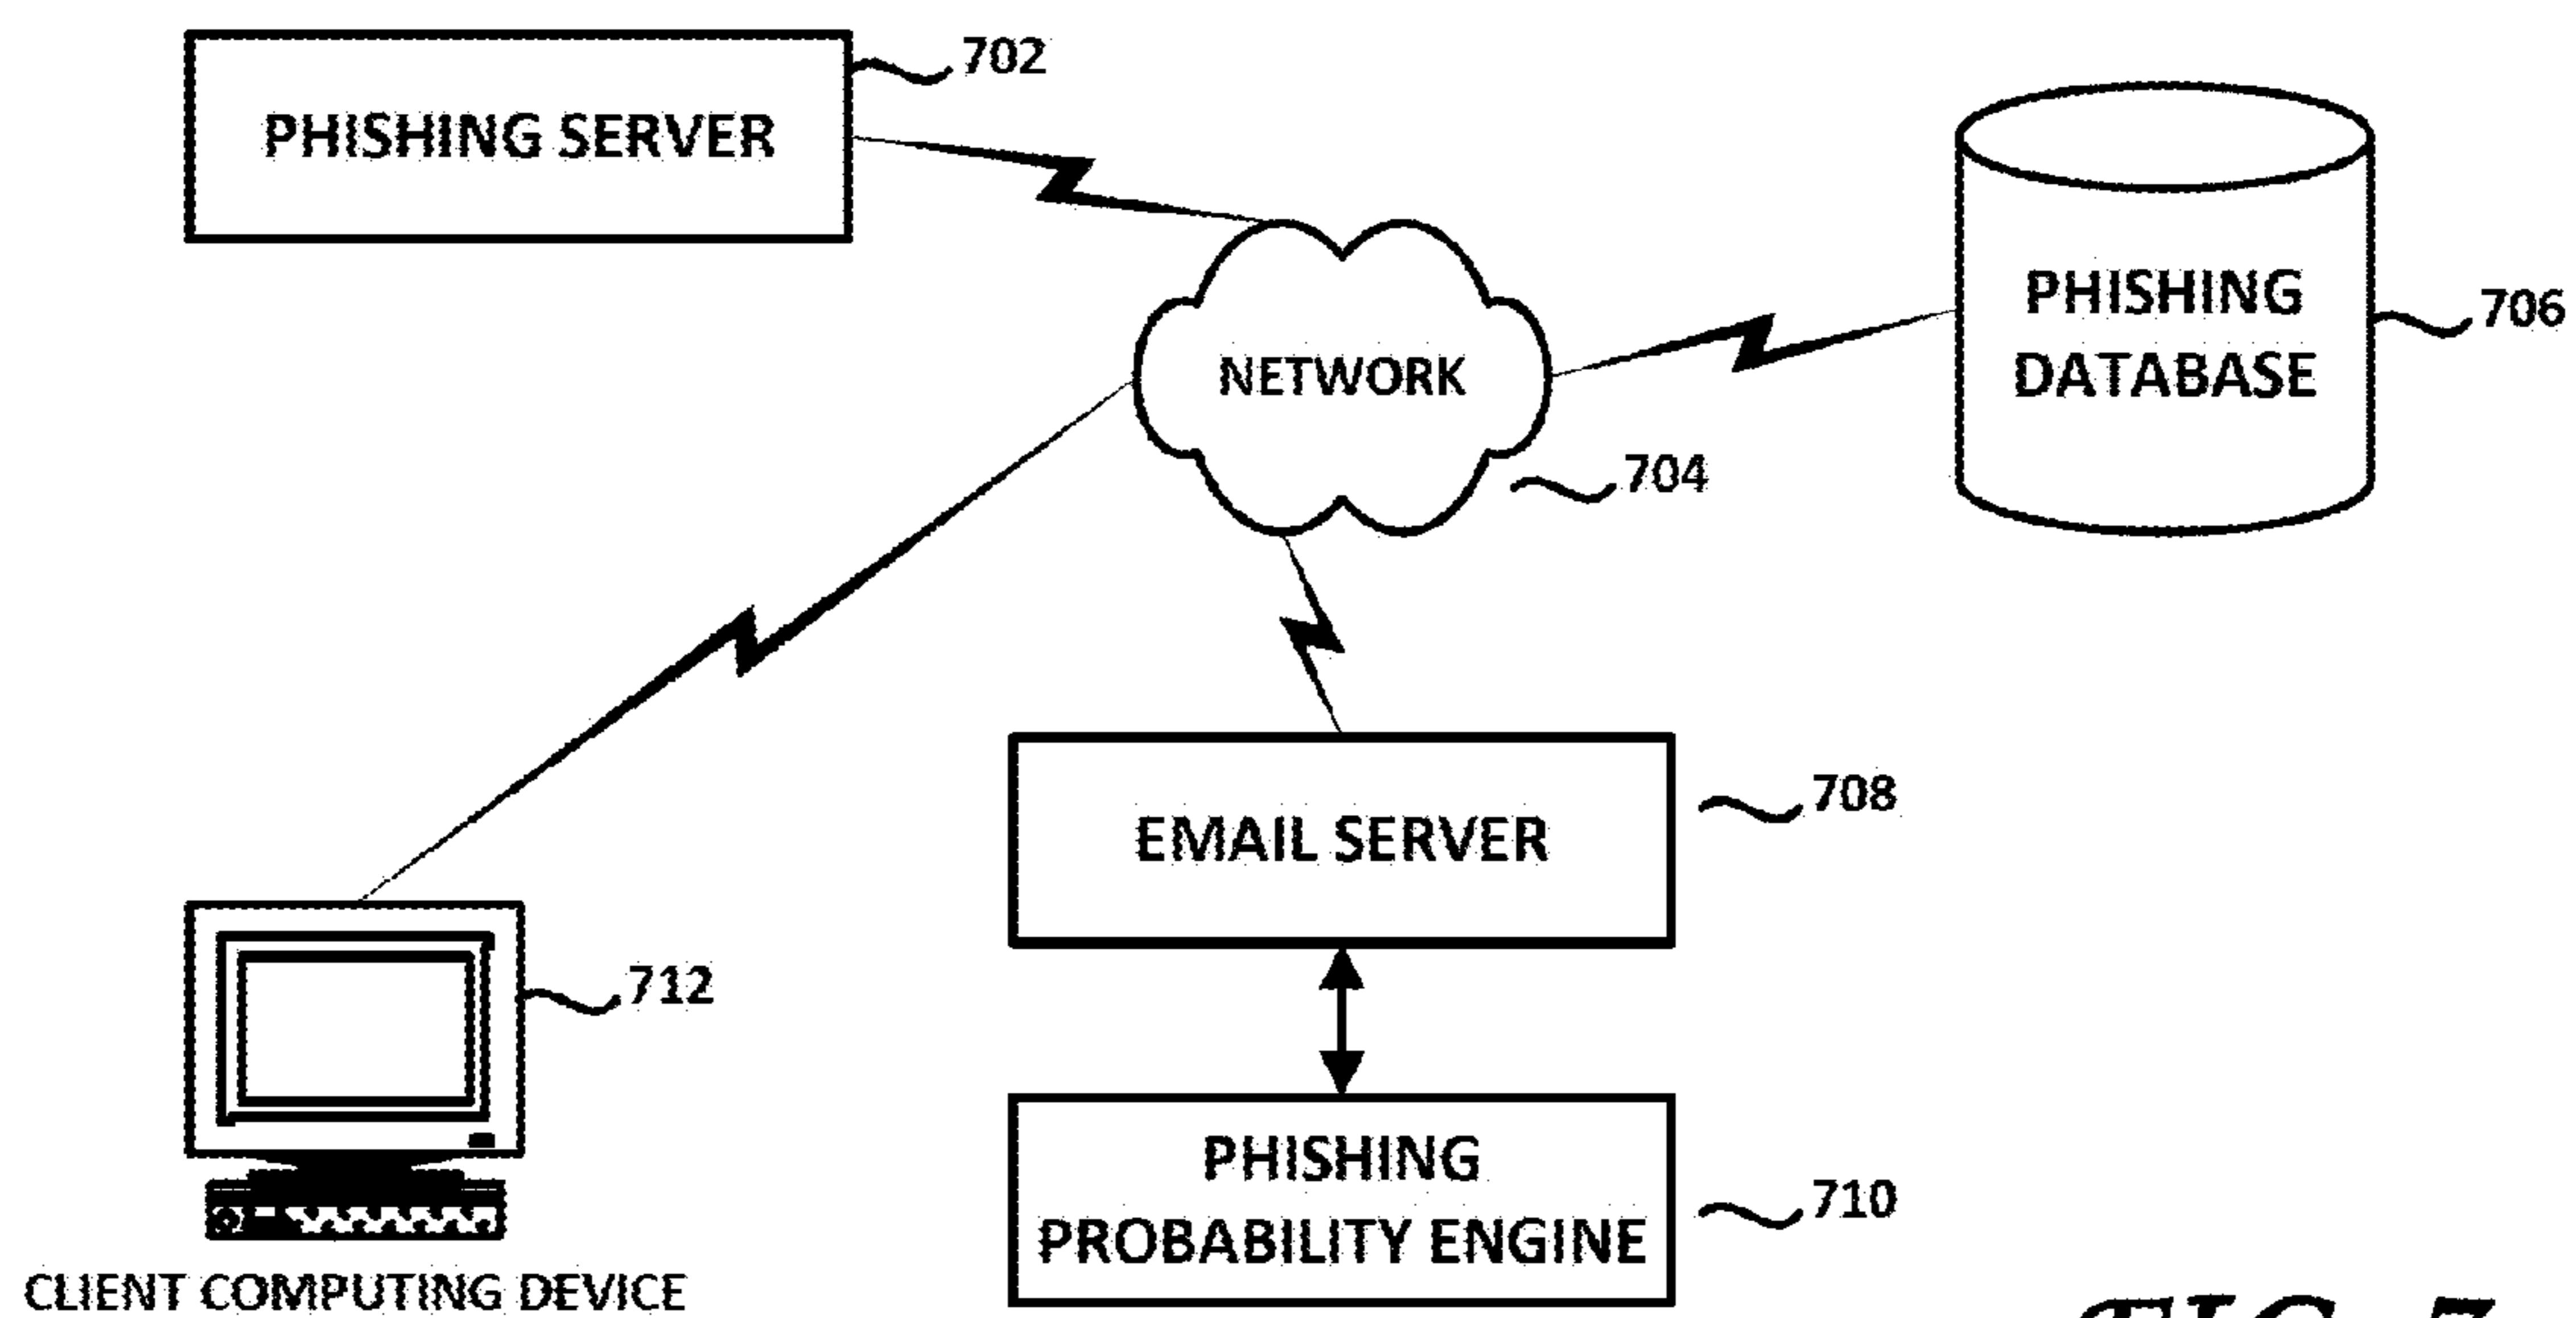 702
PHISHING SERVER
PHISHING
DATABASE
706
NETWORK
704
EMAIL SERVER
708
712
PHISHING
PROBABILITY ENGINE
710
CLIENT COMPUTING DEVICE